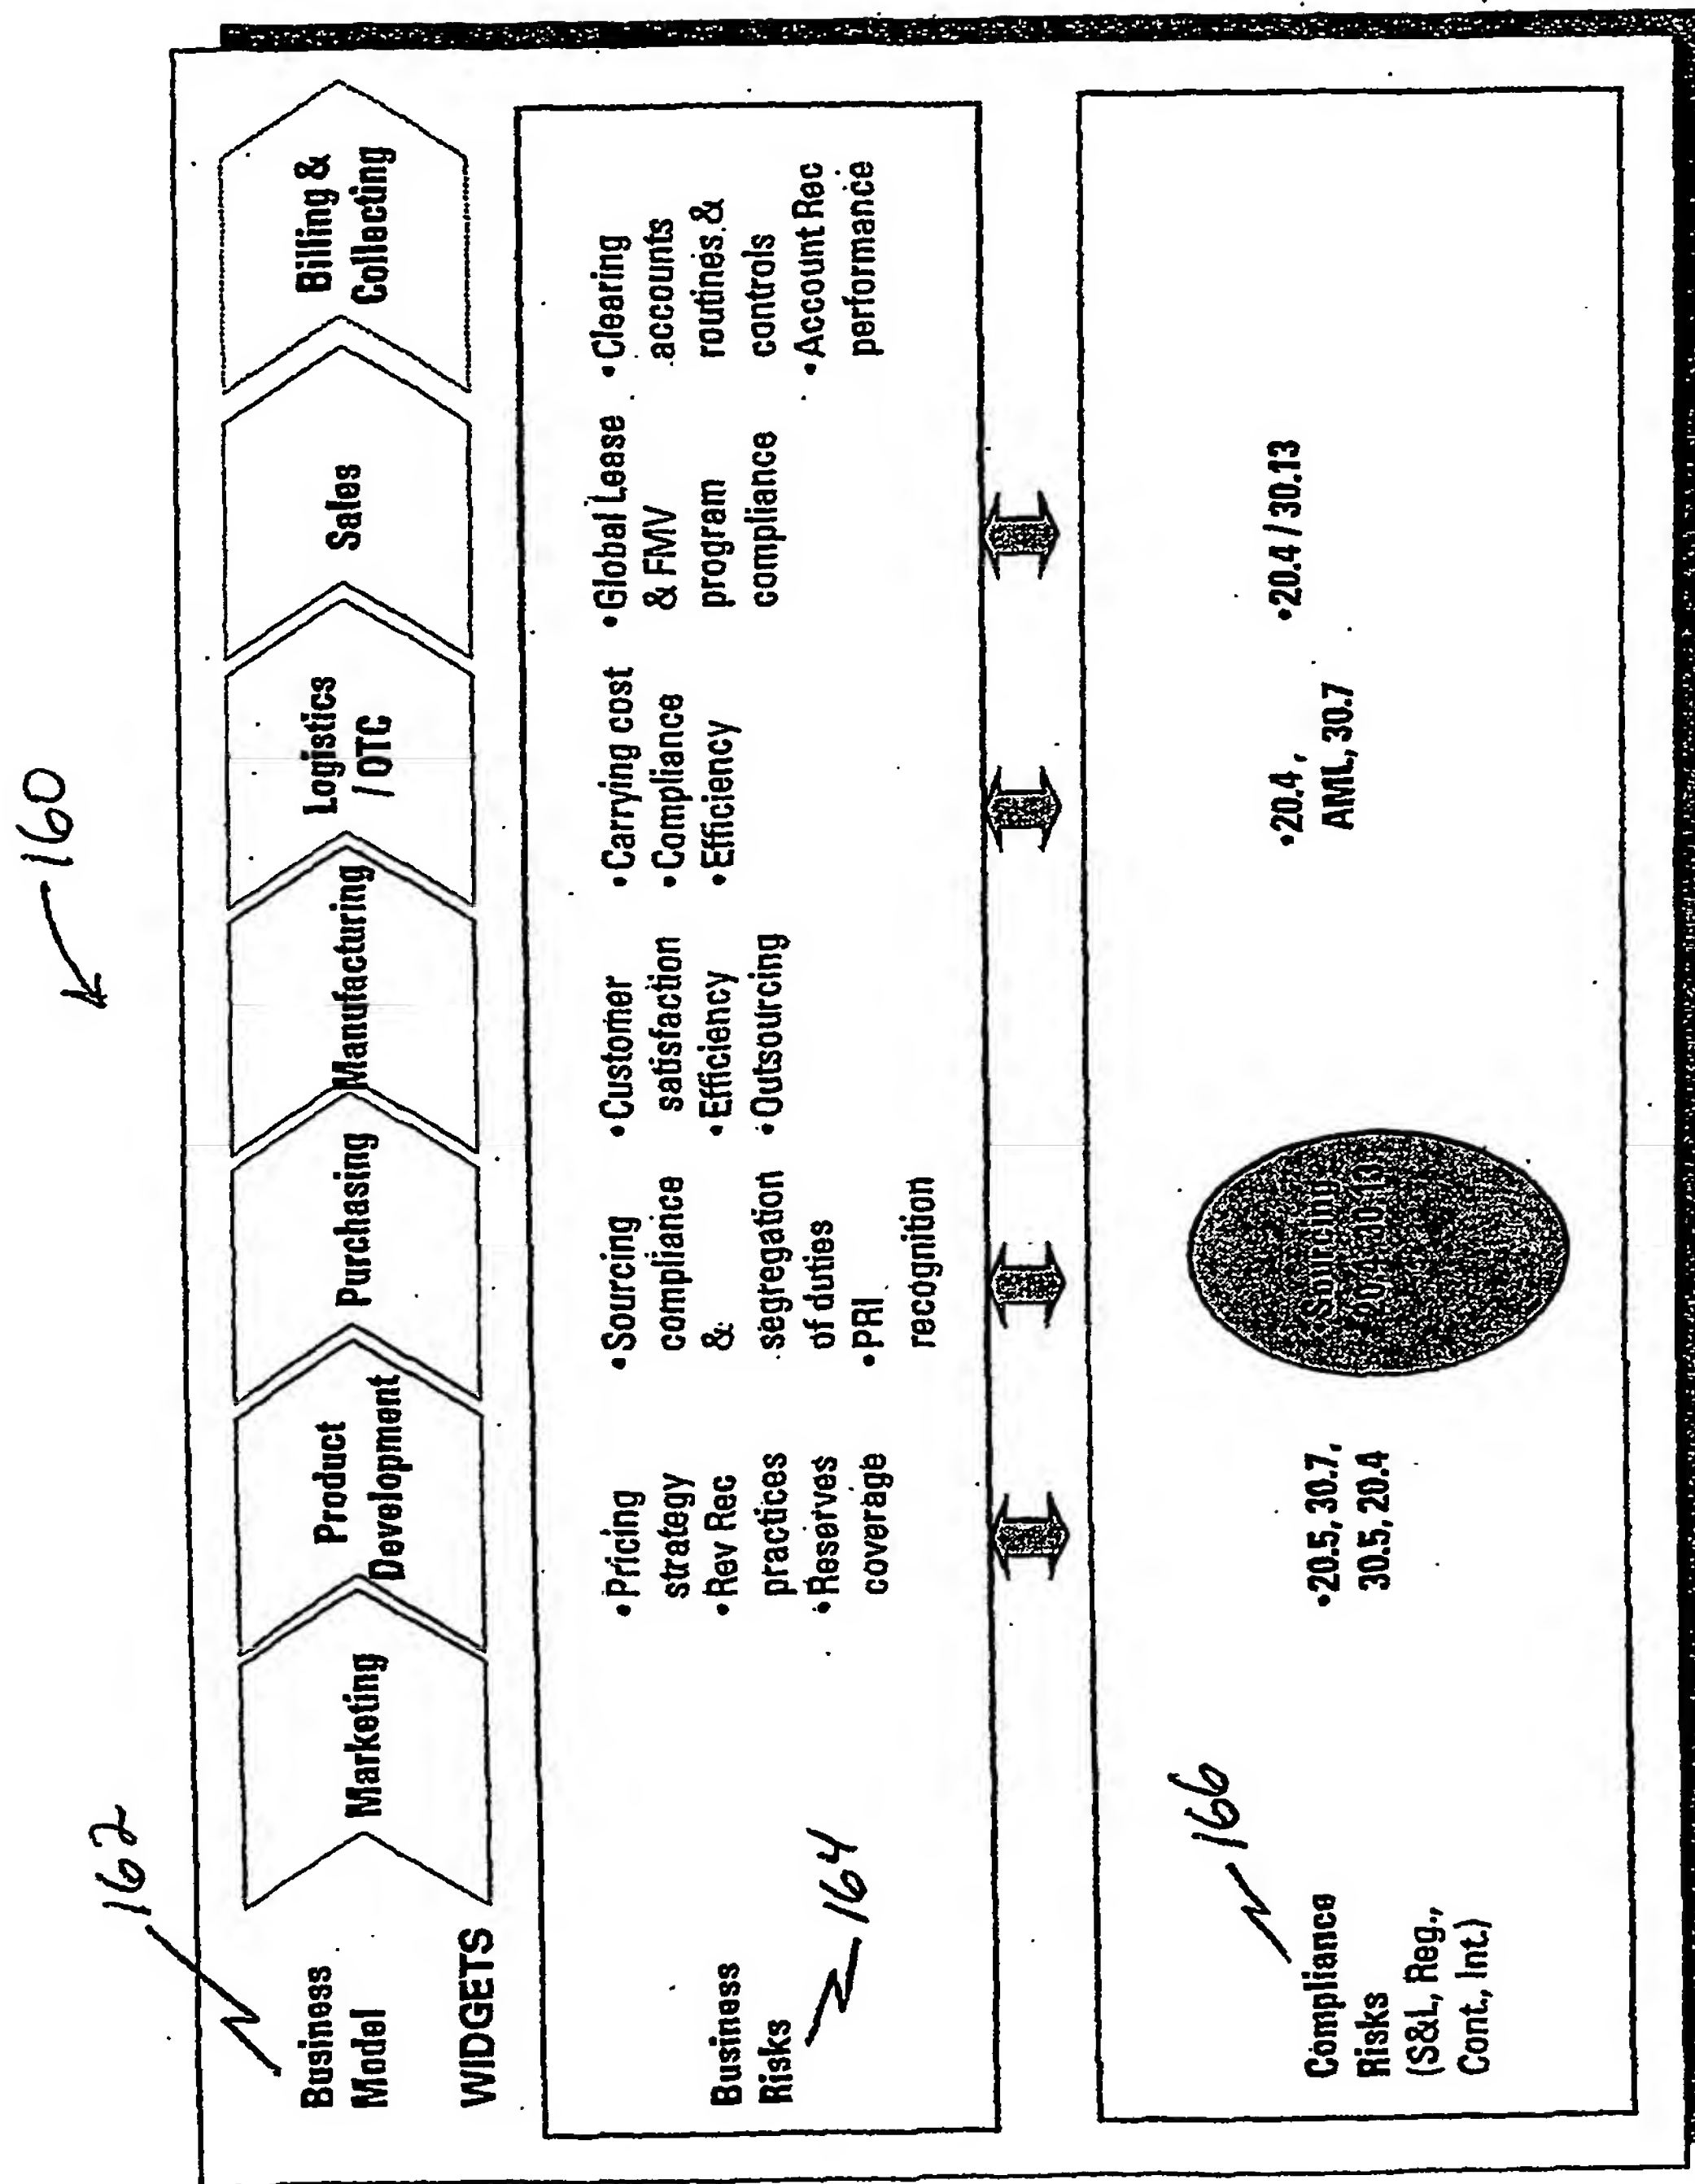 160
162
Business
Model
WIDGETS
Marketing
Product
Development
Purchasing
Manufacturing
Logistics
/ OTC
Sales
Billing &
Collecting
Business
Risks
164
•Pricing
strategy
•Rev Rec
practices
•Reserves
coverage
•Sourcing
compliance
&
segregation
of duties
•PRI
recognition
•Customer
satisfaction
•Efficiency
•Outsourcing
•Carrying cost
•Compliance
•Efficiency
•Global Lease
& FMV
program
compliance
•Clearing
accounts
routines &
controls
•Account Rec
performance
166
Compliance
Risks
(S&L, Reg.,
Cont., Int.)
•20.5, 30.7,
30.5, 20.4
•Sourcing
•20.4,
AML, 30.7
•20.4 / 30.13